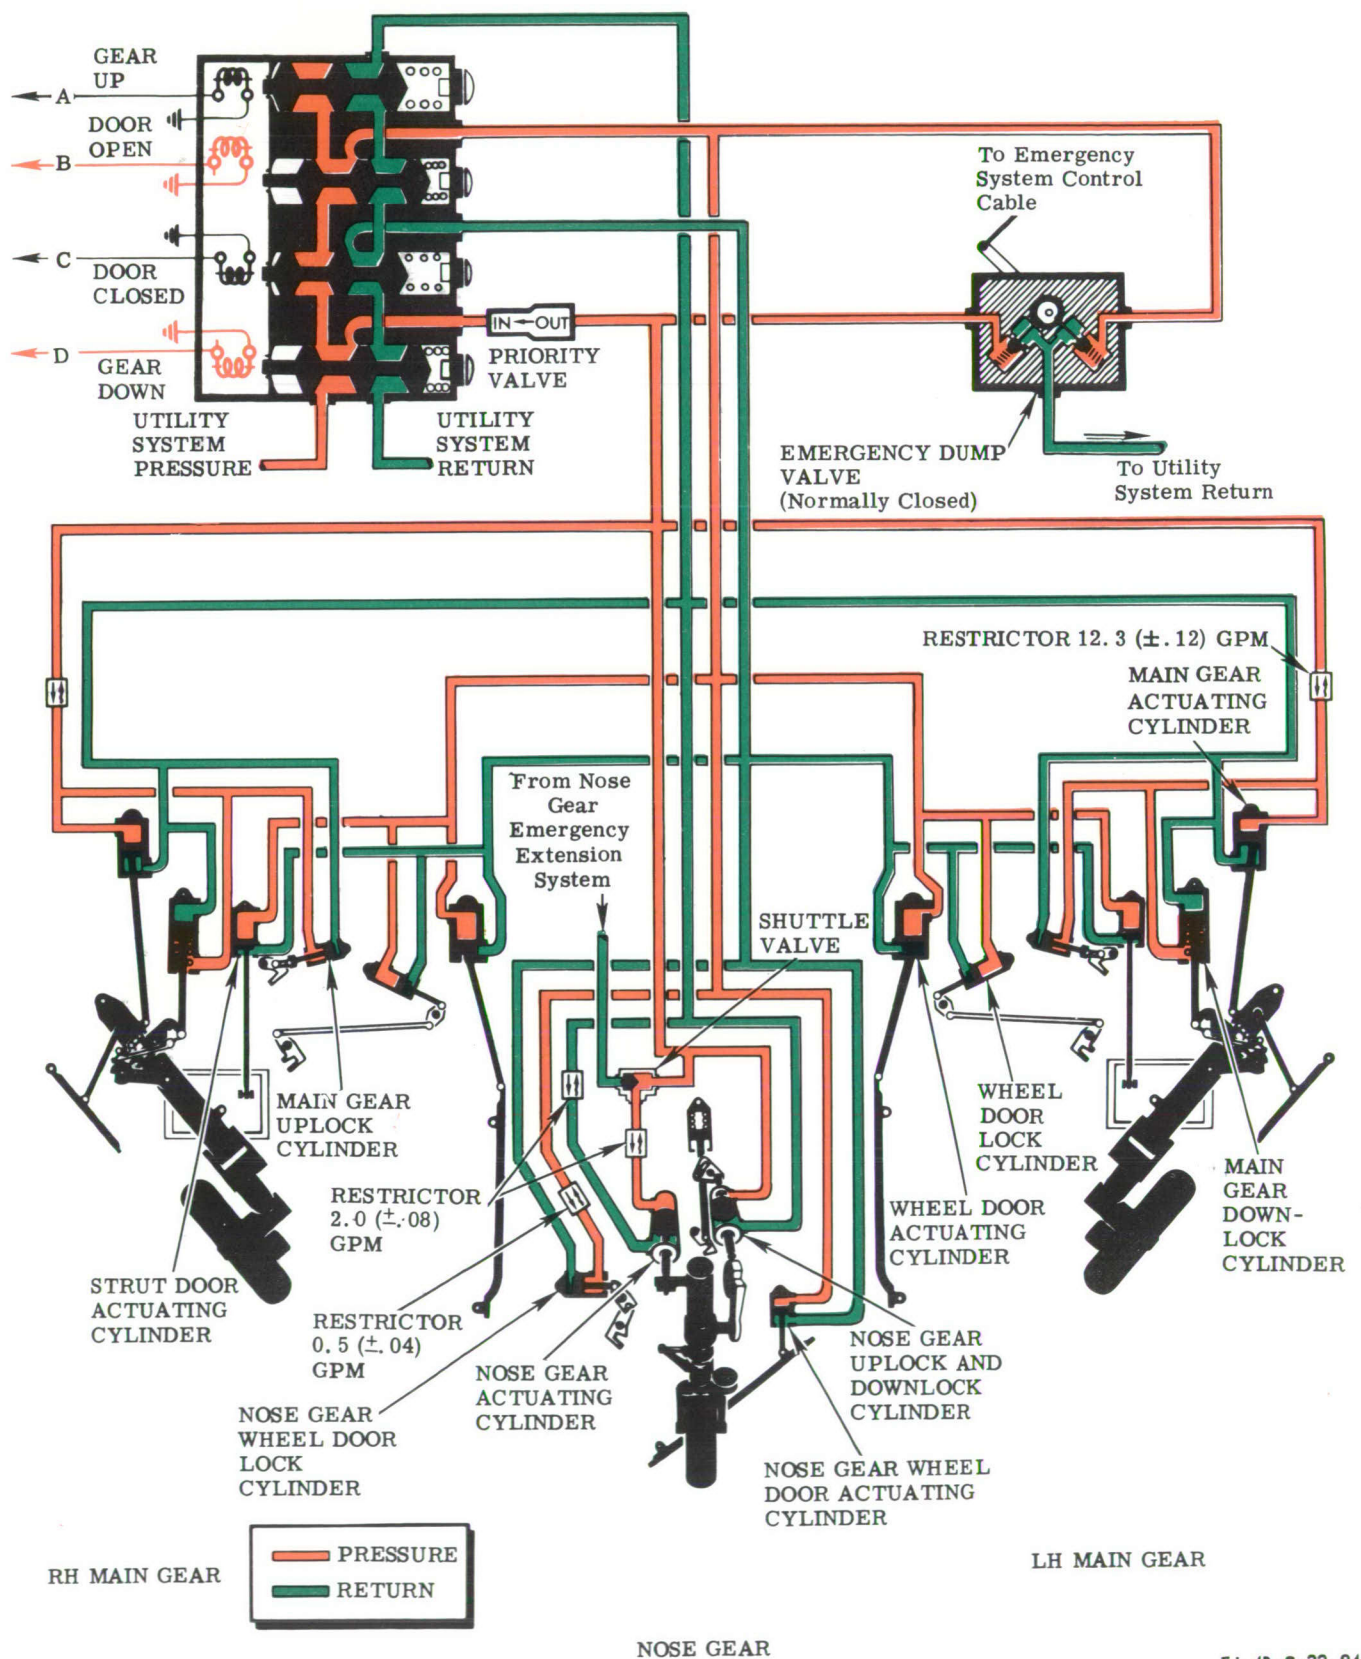 GEAR
UP
A
DOOR
OPEN
B
C
DOOR
CLOSED
D
GEAR
DOWN
UTILITY
SYSTEM
PRESSURE
UTILITY
SYSTEM
RETURN
IN
OUT
PRIORITY
VALVE
To Emergency
System Control
Cable
EMERGENCY DUMP
VALVE
(Normally Closed)
To Utility
System Return
RESTRICTOR 12.3 (±.12) GPM
MAIN GEAR
ACTUATING
CYLINDER
From Nose
Gear
Emergency
Extension
System
SHUTTLE
VALVE
MAIN GEAR
UPLOCK
CYLINDER
RESTRICTOR
2.0 (±.08)
GPM
STRUT DOOR
ACTUATING
CYLINDER
RESTRICTOR
0.5 (±.04)
GPM
NOSE GEAR
WHEEL DOOR
LOCK
CYLINDER
NOSE GEAR
ACTUATING
CYLINDER
WHEEL
DOOR
LOCK
CYLINDER
WHEEL DOOR
ACTUATING
CYLINDER
MAIN
GEAR
DOWN-
LOCK
CYLINDER
NOSE GEAR
UPLOCK AND
DOWNLOCK
CYLINDER
NOSE GEAR WHEEL
DOOR ACTUATING
CYLINDER
PRESSURE
RETURN
RH MAIN GEAR
LH MAIN GEAR
NOSE GEAR